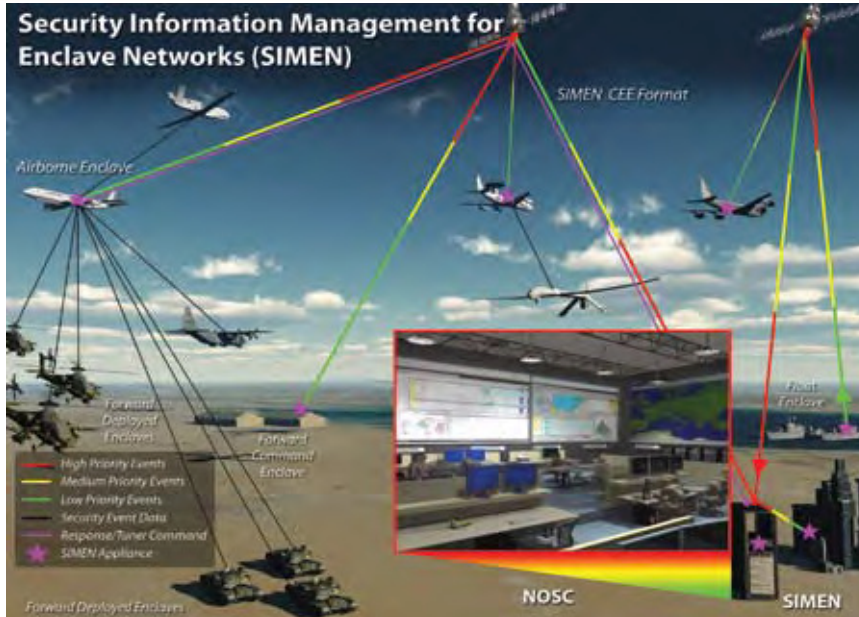 Security Information Management for
Enclave Networks (SIMEN)
SIMEN CEE Format
Airborne Enclave
Float
Enclave
Forward
Deployed
Enclaves
Forward
Command
Enclave
High Priority Events
Medium Priority Events
Low Priority Events
Security Event Data
Response/Tuner Command
SIMEN Appliance
Forward Deployed Enclaves
NOSC
SIMEN